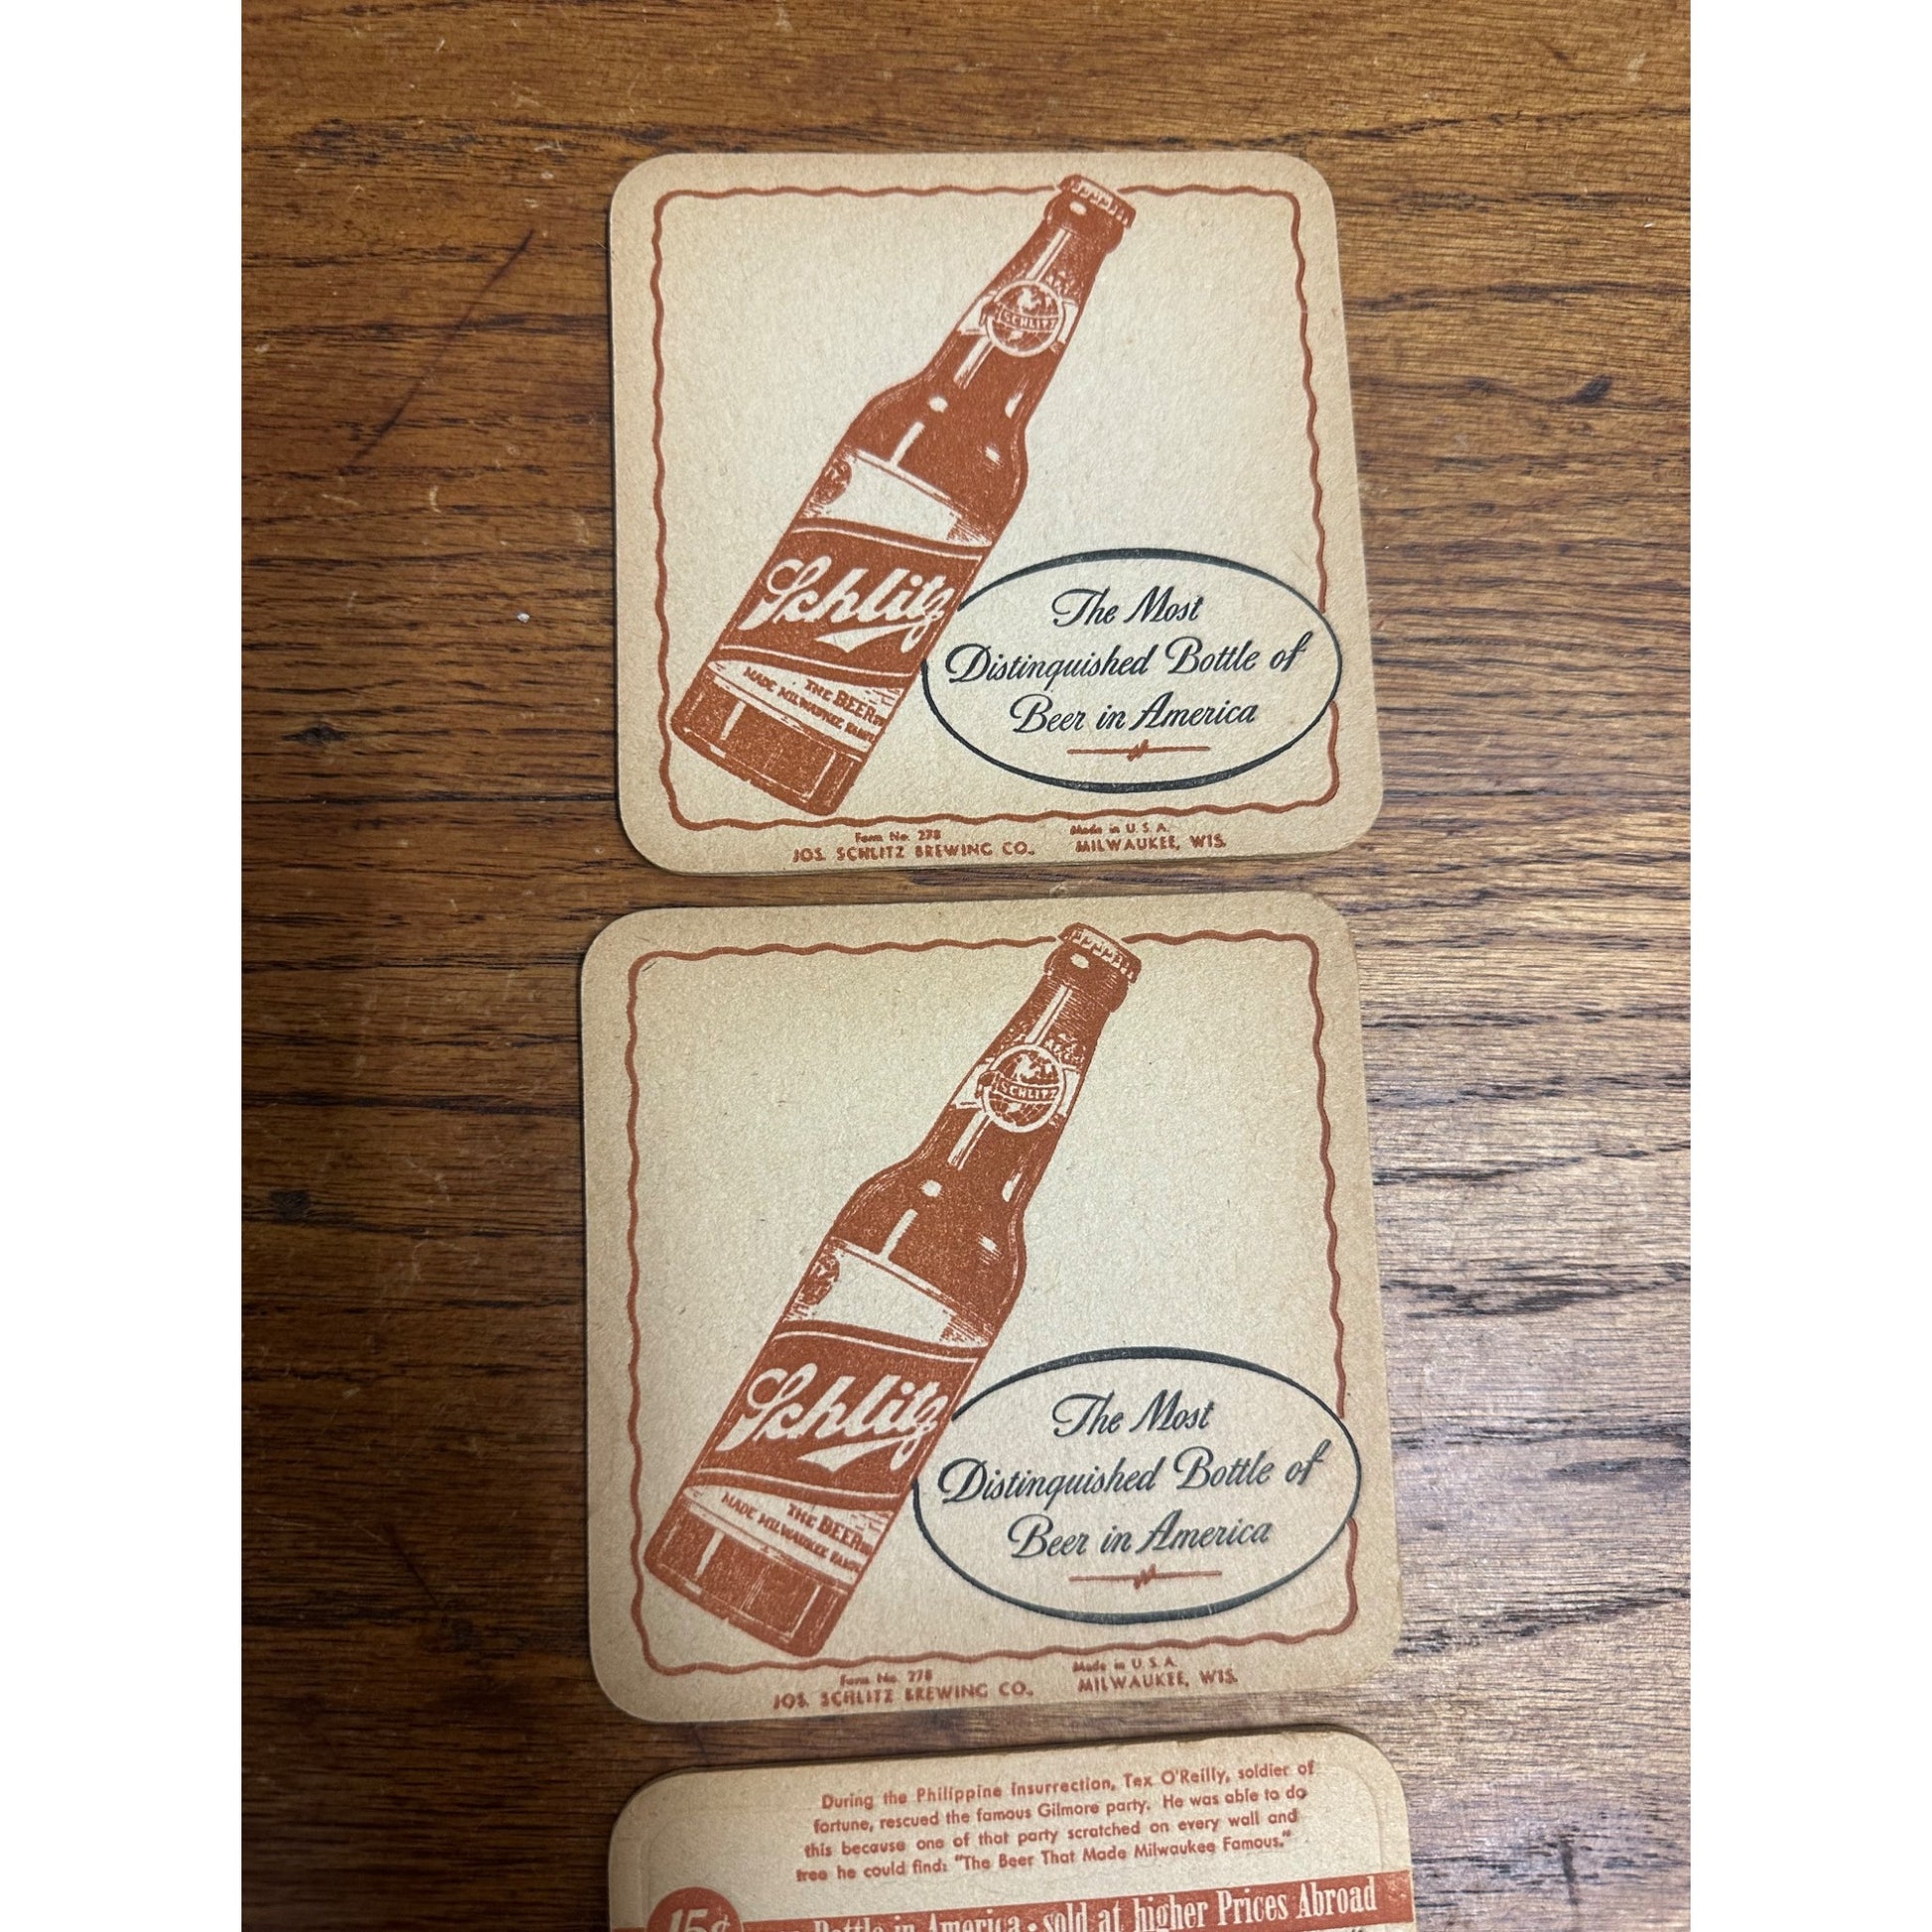 SCHLITZ
Schlitz
THE BEER
MADE MILWAUKEE FAMOUS
The Most
Distinguished Bottle of
Beer in America
Form No. 278 Made in U. S. A.
JOS. SCHLITZ BREWING CO., MILWAUKEE, WIS.
SCHLITZ
Schlitz
THE BEER
MADE MILWAUKEE FAMOUS
The Most
Distinguished Bottle of
Beer in America
Form No. 278 Made in U. S. A.
JOS. SCHLITZ BREWING CO., MILWAUKEE, WIS.
During the Philippine Insurrection, Tex O'Reilly, soldier of
fortune, rescued the famous Gilmore party. He was able to do
this because one of that party scratched on every wall and
tree he could find: "The Beer That Made Milwaukee Famous."
15¢ Bottle in America • sold at higher Prices Abroad